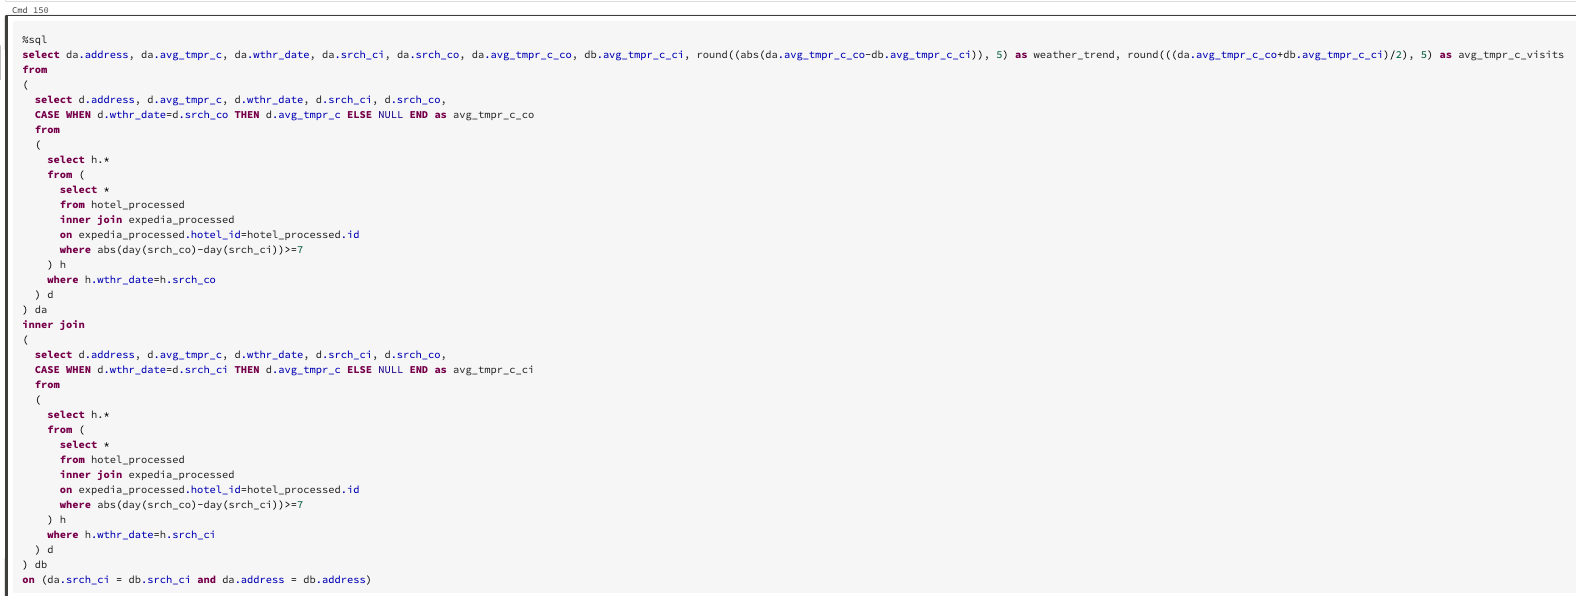 Cmd 150
%sql
select da.address, da.avg_tmpr_c, da.wthr_date, da.srch_ci, da.srch_co, da.avg_tmpr_c_co, db.avg_tmpr_c_ci, round((abs(da.avg_tmpr_c_co-db.avg_tmpr_c_ci)), 5) as weather_trend, round(((da.avg_tmpr_c_co+db.avg_tmpr_c_ci)/2), 5) as avg_tmpr_c_visits
from
(
  select d.address, d.avg_tmpr_c, d.wthr_date, d.srch_ci, d.srch_co,
  CASE WHEN d.wthr_date=d.srch_co THEN d.avg_tmpr_c ELSE NULL END as avg_tmpr_c_co
  from
  (
    select h.*
    from (
      select *
      from hotel_processed
      inner join expedia_processed
      on expedia_processed.hotel_id=hotel_processed.id
      where abs(day(srch_co)-day(srch_ci))>=7
    ) h
    where h.wthr_date=h.srch_co
  ) d
) da
inner join
(
  select d.address, d.avg_tmpr_c, d.wthr_date, d.srch_ci, d.srch_co,
  CASE WHEN d.wthr_date=d.srch_ci THEN d.avg_tmpr_c ELSE NULL END as avg_tmpr_c_ci
  from
  (
    select h.*
    from (
      select *
      from hotel_processed
      inner join expedia_processed
      on expedia_processed.hotel_id=hotel_processed.id
      where abs(day(srch_co)-day(srch_ci))>=7
    ) h
    where h.wthr_date=h.srch_ci
  ) d
) db
on (da.srch_ci = db.srch_ci and da.address = db.address)